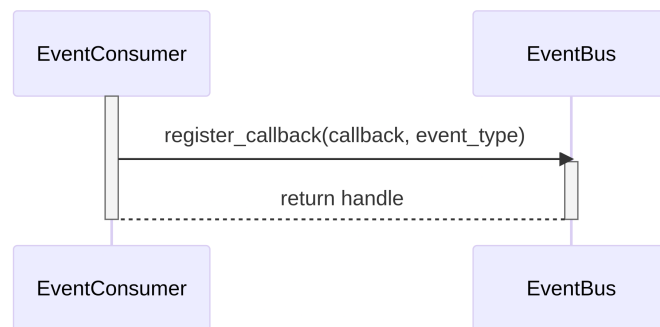 EventConsumer
EventBus
register_callback(callback, event_type)
return handle
EventConsumer
EventBus